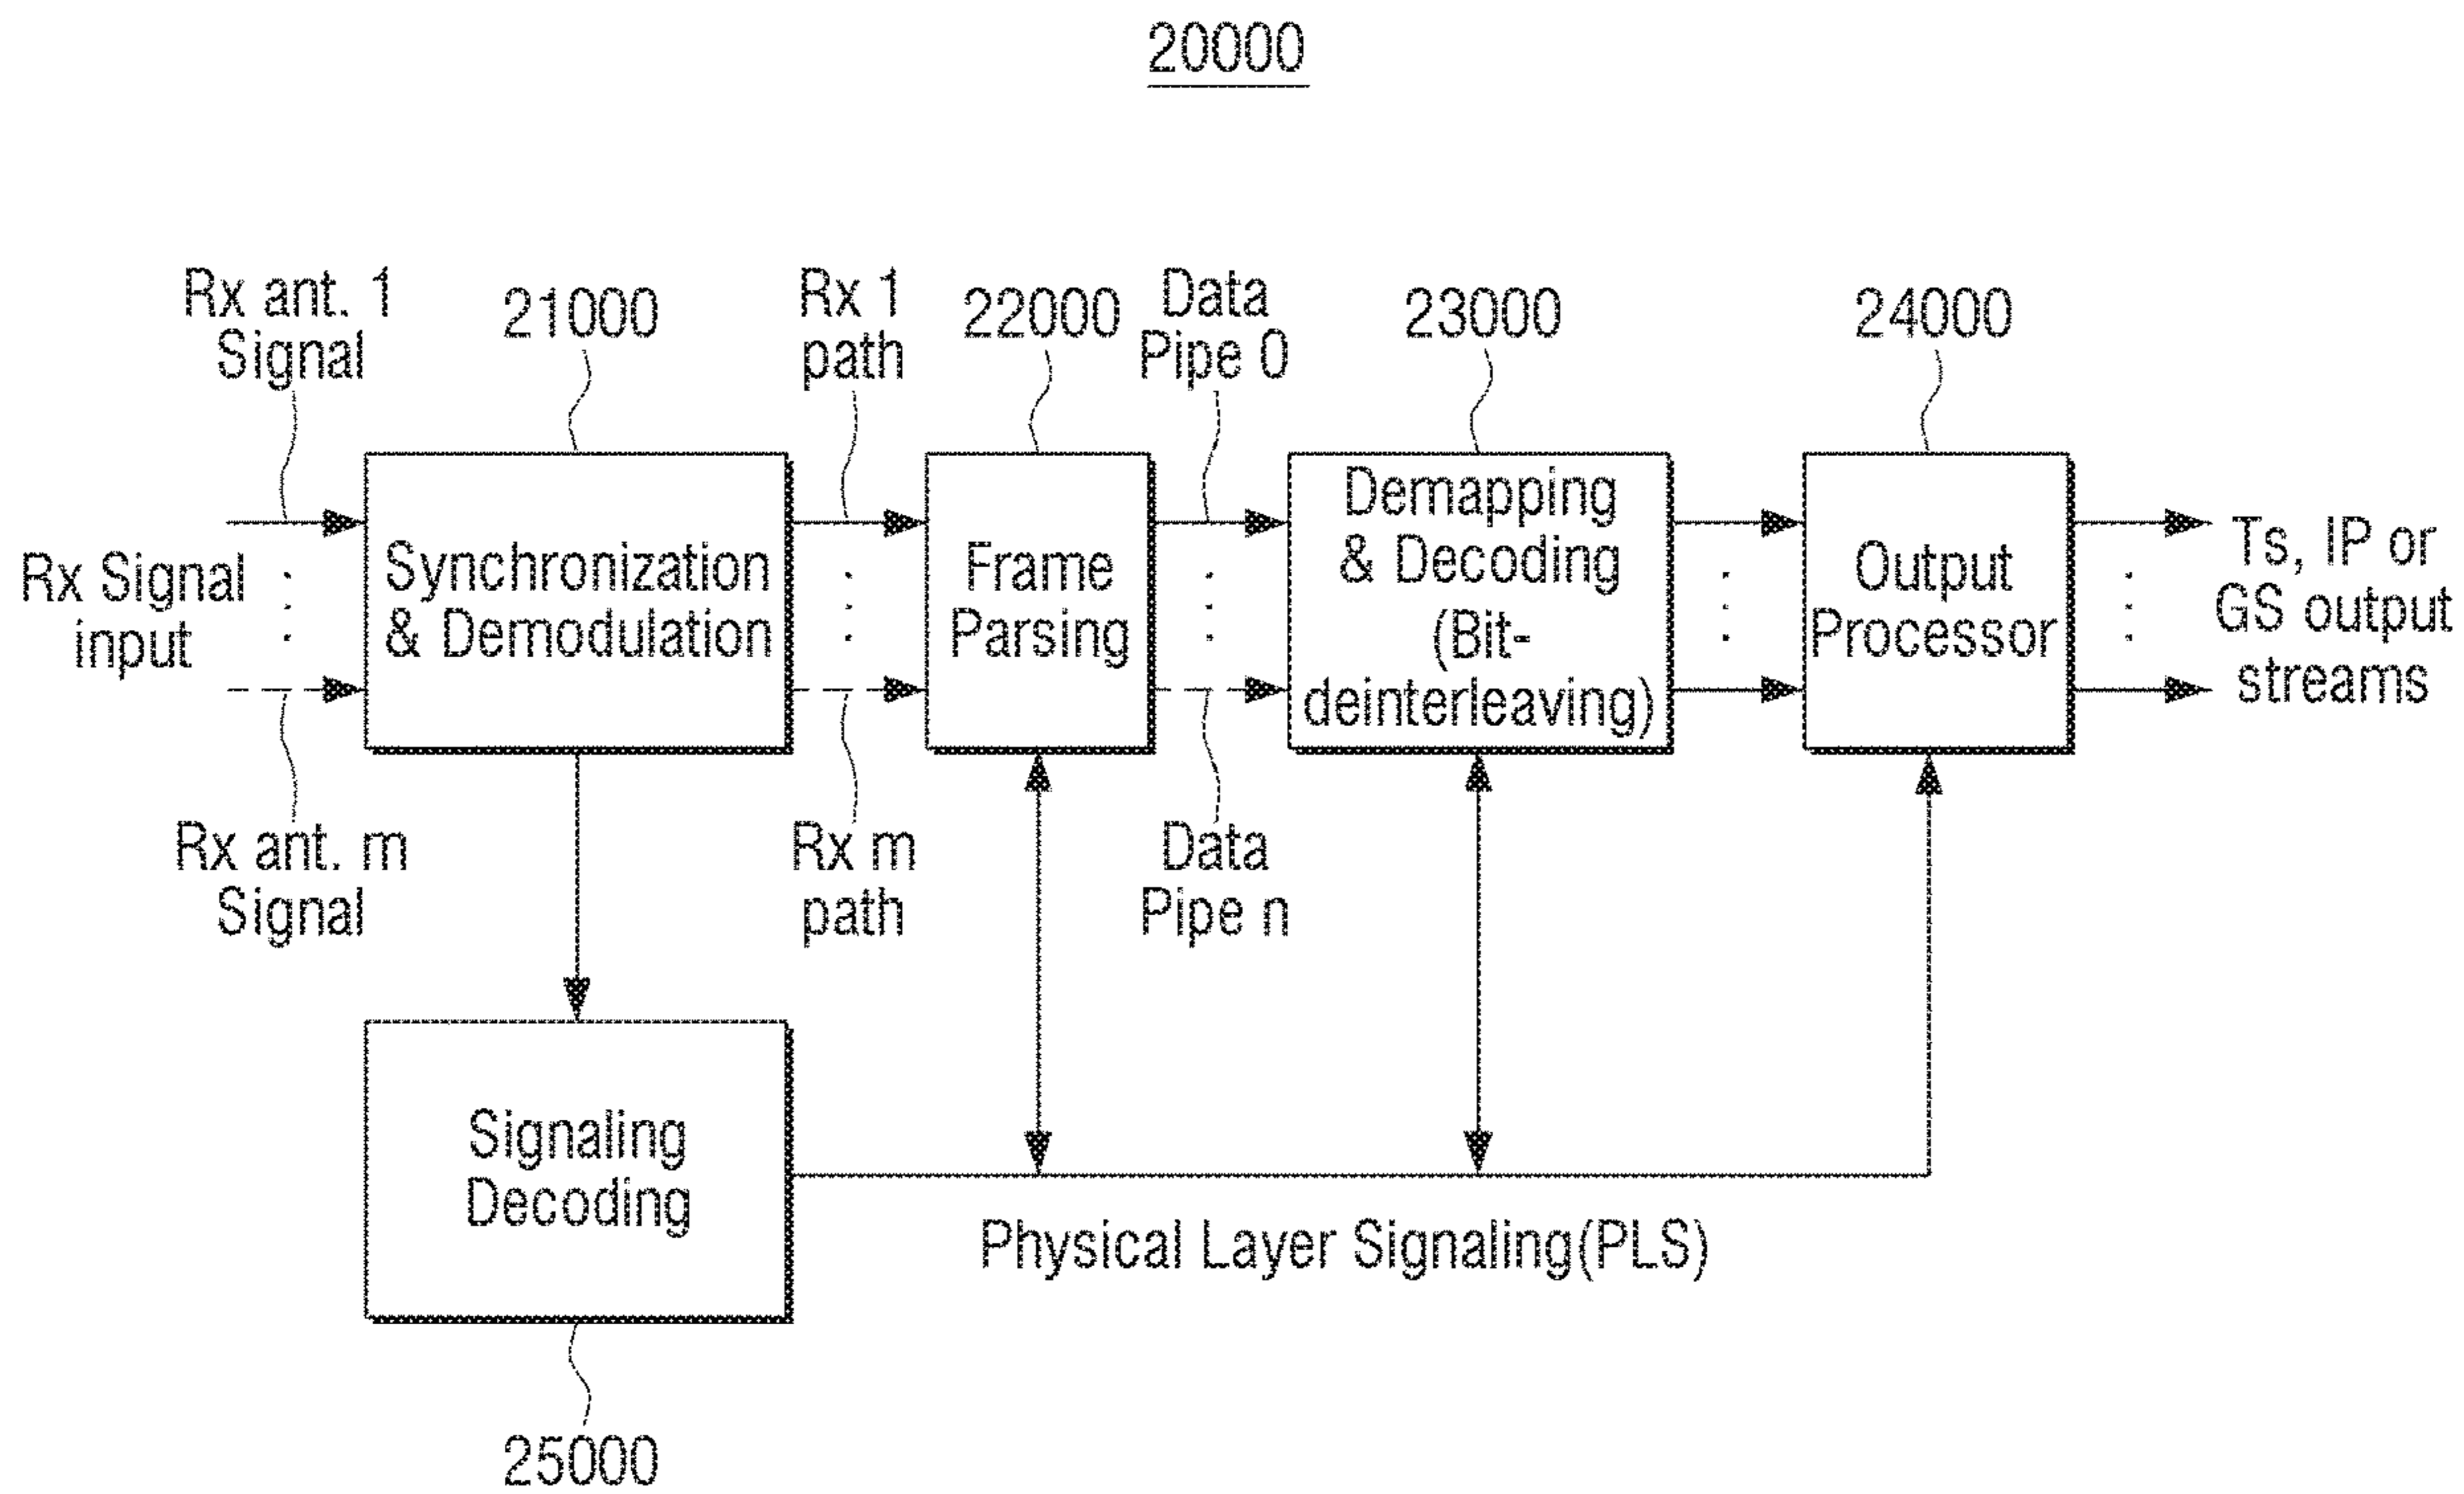 20000
Rx ant. 1
Signal
21000
Rx 1
path
22000
Data
Pipe 0
23000
24000
Rx Signal
input
Synchronization
& Demodulation
Frame
Parsing
Demapping
& Decoding
(Bit-
deinterleaving)
Output
Processor
Ts, IP or
GS output
streams
Rx ant. m
Signal
Rx m
path
Data
Pipe n
Signaling
Decoding
Physical Layer Signaling(PLS)
25000